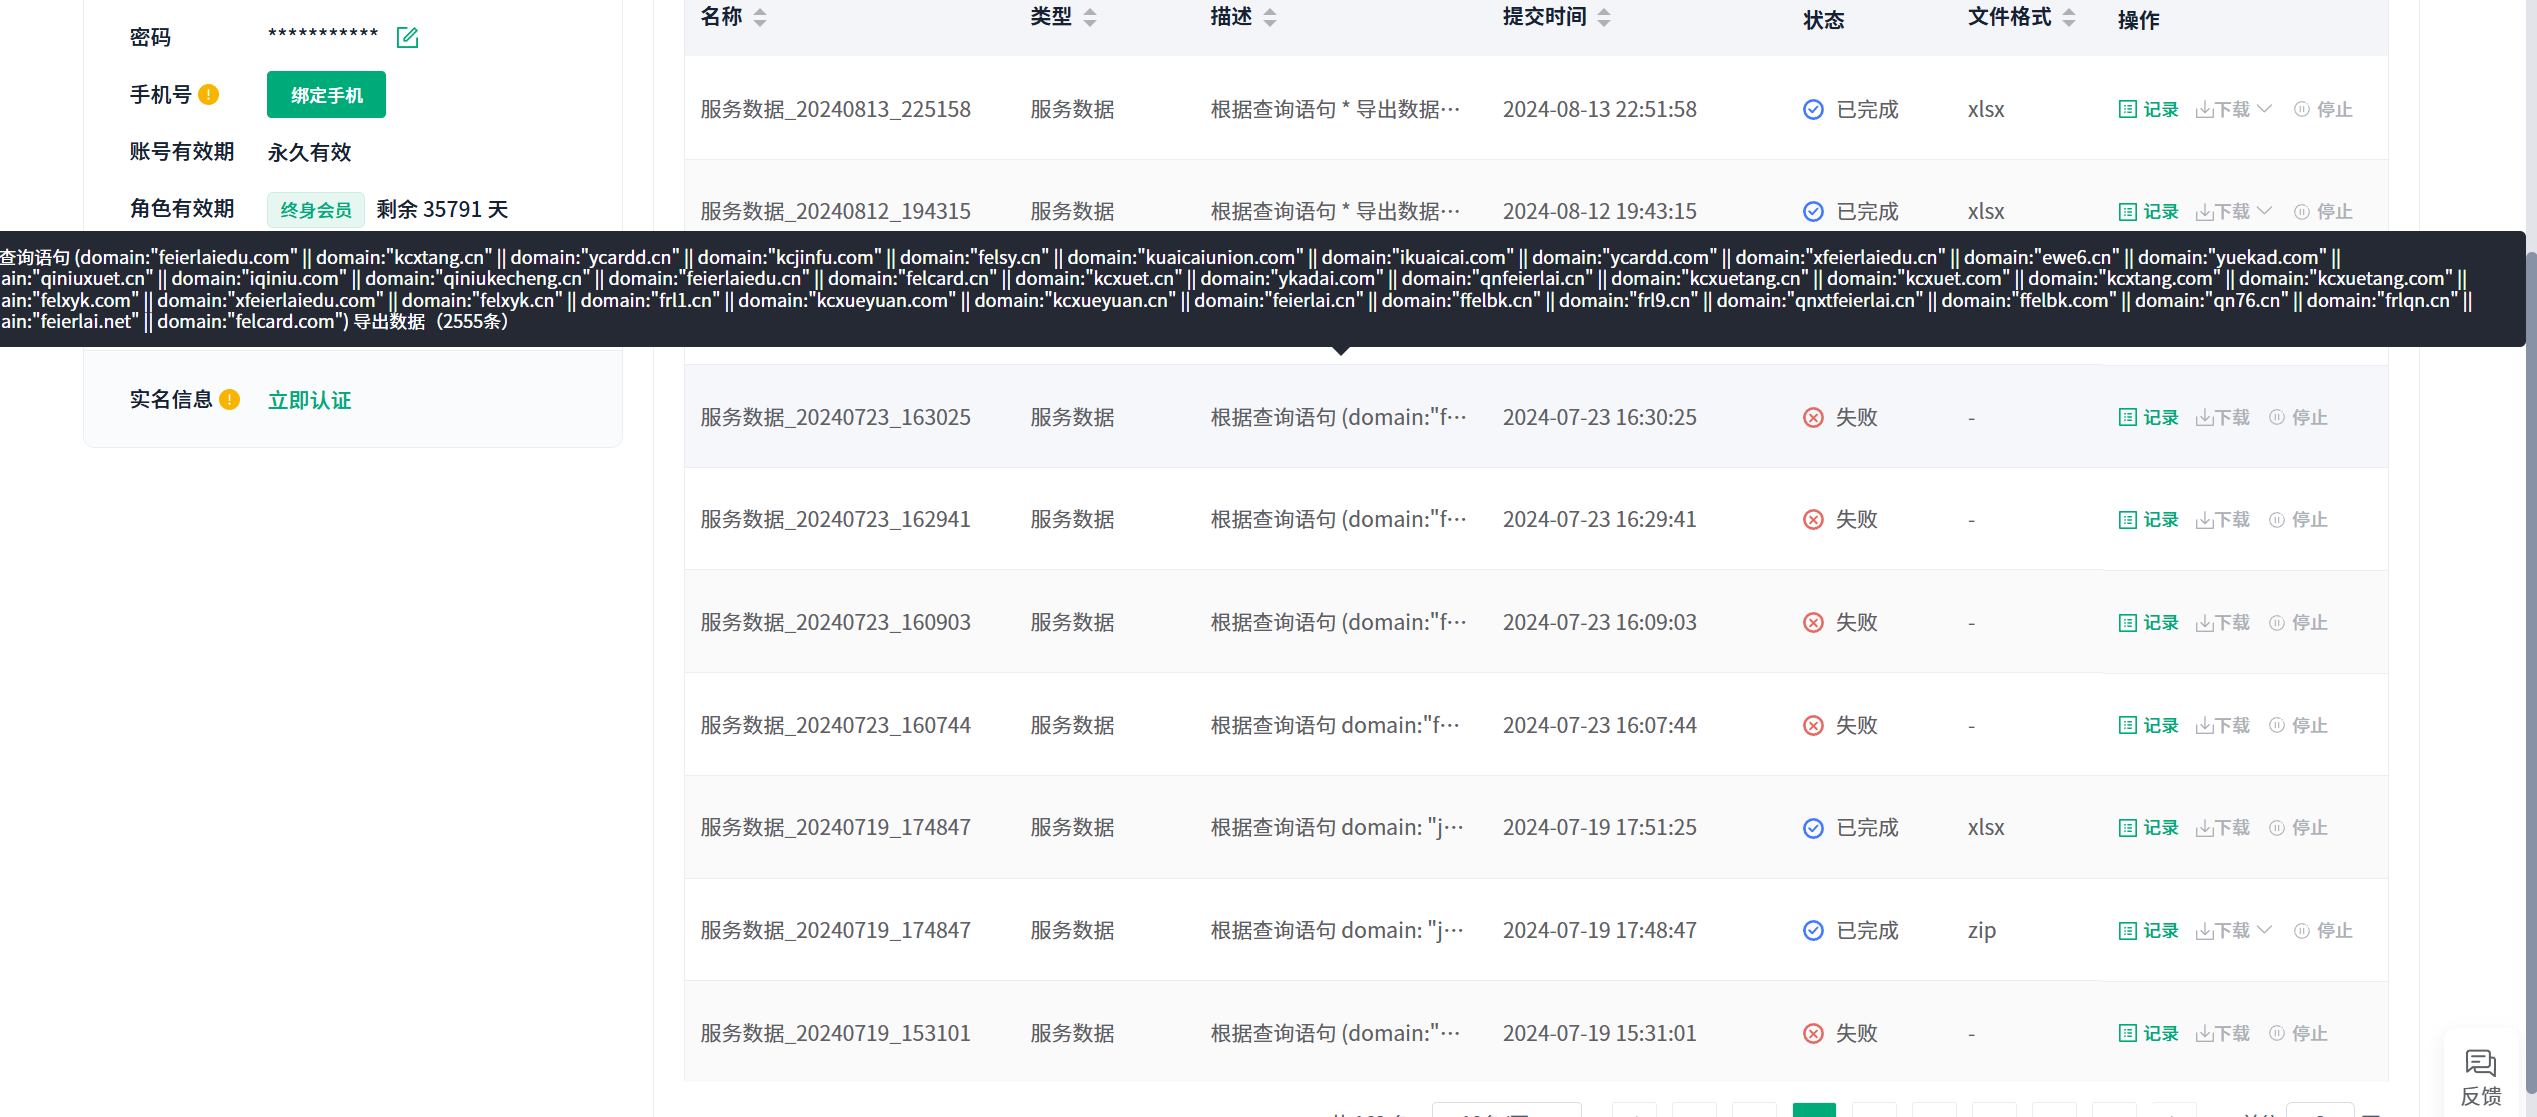 密码 ***********
手机号 绑定手机
账号有效期 永久有效
角色有效期 终身会员 剩余 35791 天
实名信息 立即认证
名称 类型 描述 提交时间 状态 文件格式 操作
服务数据_20240813_225158 服务数据 根据查询语句 * 导出数据… 2024-08-13 22:51:58 已完成 xlsx 记录 下载 停止
服务数据_20240812_194315 服务数据 根据查询语句 * 导出数据… 2024-08-12 19:43:15 已完成 xlsx 记录 下载 停止
查询语句 (domain:"feierlaiedu.com" || domain:"kcxtang.cn" || domain:"ycardd.cn" || domain:"kcjinfu.com" || domain:"felsy.cn" || domain:"kuaicaiunion.com" || domain:"ikuaicai.com" || domain:"ycardd.com" || domain:"xfeierlaiedu.cn" || domain:"ewe6.cn" || domain:"yuekad.com" ||
ain:"qiniuxuet.cn" || domain:"iqiniu.com" || domain:"qiniukecheng.cn" || domain:"feierlaiedu.cn" || domain:"felcard.cn" || domain:"kcxuet.cn" || domain:"ykadai.com" || domain:"qnfeierlai.cn" || domain:"kcxuetang.cn" || domain:"kcxuet.com" || domain:"kcxtang.com" || domain:"kcxuetang.com" ||
ain:"felxyk.com" || domain:"xfeierlaiedu.com" || domain:"felxyk.cn" || domain:"frl1.cn" || domain:"kcxueyuan.com" || domain:"kcxueyuan.cn" || domain:"feierlai.cn" || domain:"ffelbk.cn" || domain:"frl9.cn" || domain:"qnxtfeierlai.cn" || domain:"ffelbk.com" || domain:"qn76.cn" || domain:"frlqn.cn" ||
ain:"feierlai.net" || domain:"felcard.com") 导出数据（2555条）
服务数据_20240723_163025 服务数据 根据查询语句 (domain:"f… 2024-07-23 16:30:25 失败 - 记录 下载 停止
服务数据_20240723_162941 服务数据 根据查询语句 (domain:"f… 2024-07-23 16:29:41 失败 - 记录 下载 停止
服务数据_20240723_160903 服务数据 根据查询语句 (domain:"f… 2024-07-23 16:09:03 失败 - 记录 下载 停止
服务数据_20240723_160744 服务数据 根据查询语句 domain:"f… 2024-07-23 16:07:44 失败 - 记录 下载 停止
服务数据_20240719_174847 服务数据 根据查询语句 domain: "j… 2024-07-19 17:51:25 已完成 xlsx 记录 下载 停止
服务数据_20240719_174847 服务数据 根据查询语句 domain: "j… 2024-07-19 17:48:47 已完成 zip 记录 下载 停止
服务数据_20240719_153101 服务数据 根据查询语句 (domain:"… 2024-07-19 15:31:01 失败 - 记录 下载 停止
反馈